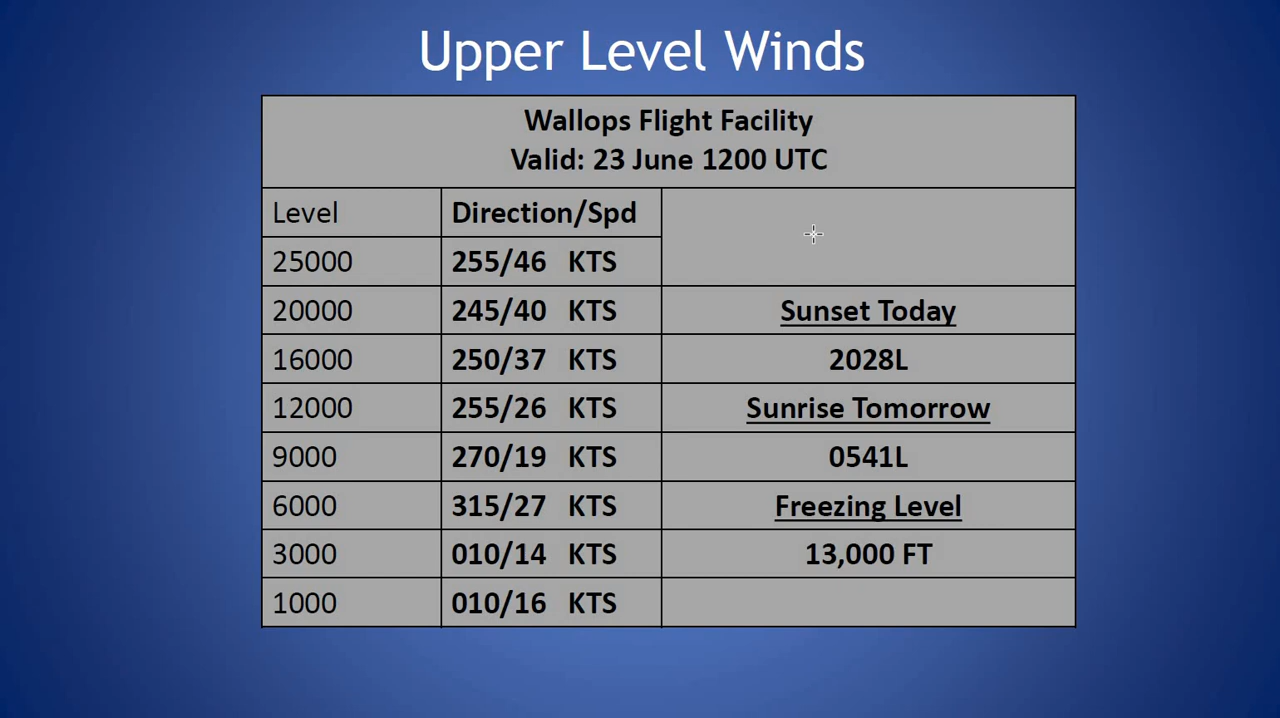 Upper Level Winds
Wallops Flight Facility
Valid: 23 June 1200 UTC
Level Direction/Spd
25000 255/46 KTS
20000 245/40 KTS Sunset Today
16000 250/37 KTS 2028L
12000 255/26 KTS Sunrise Tomorrow
9000 270/19 KTS 0541L
6000 315/27 KTS Freezing Level
3000 010/14 KTS 13,000 FT
1000 010/16 KTS